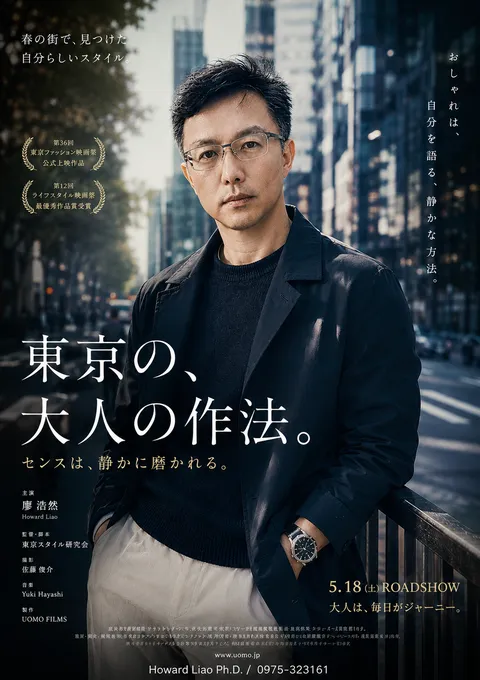 春の街で、見つけた
自分らしいスタイル。
おしゃれは、
自分を語る、静かな方法。
第36回
東京ファッション映画祭
公式上映作品
第12回
ライフスタイル映画祭
最優秀作品賞受賞
東京の、
大人の作法。
センスは、静かに磨かれる。
主演
廖 浩然
Howard Liao
監督・脚本
東京スタイル研究会
撮影
佐藤 俊介
音楽
Yuki Hayashi
製作
UOMO FILMS
5.18(土)ROADSHOW
大人は、毎日がジャーニー。
www.uomo.jp
Howard Liao Ph.D. / 0975-323161